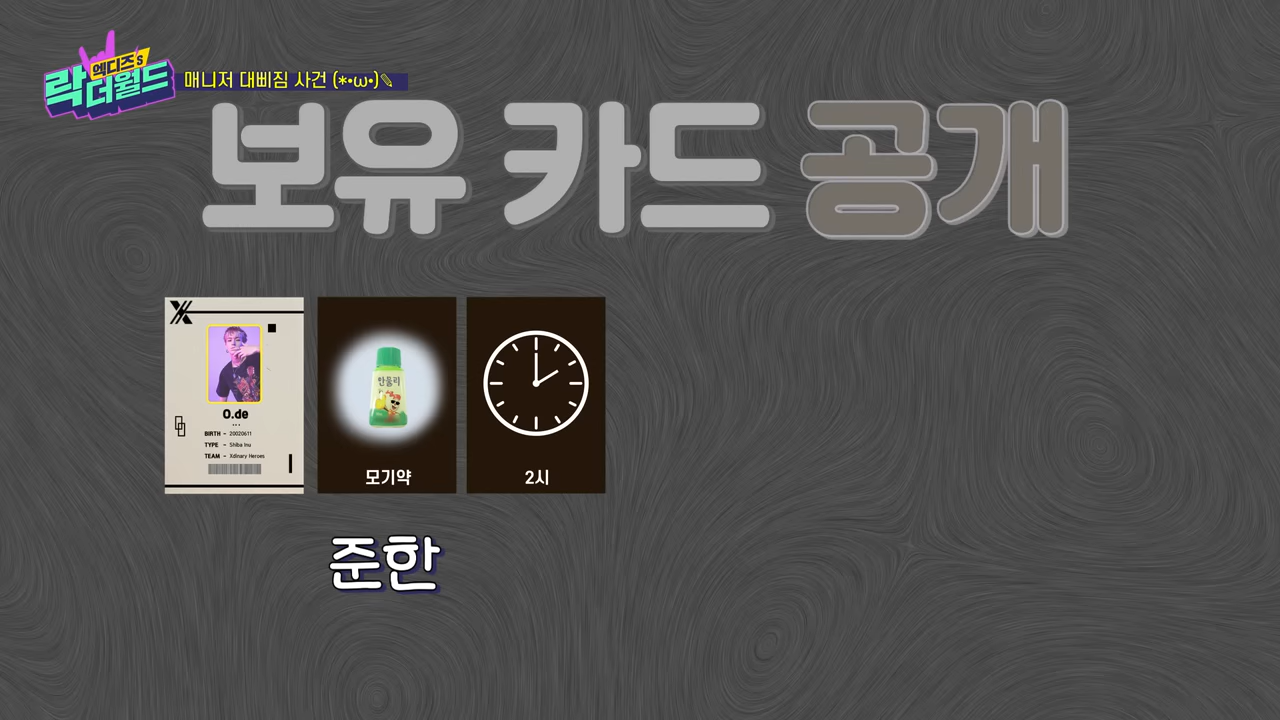 엑디즈's
락더월드
매니저 대삐짐 사건 (*•ω•)✎
보유 카드 공개
O.de
BIRTH - 20020611
TYPE - Shiba Inu
TEAM - Xdinary Heroes
모기약
2시
준한